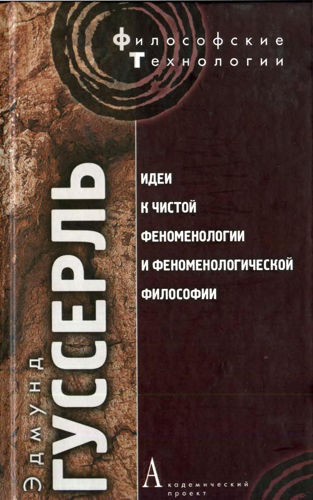 Философские
Технологии
Эдмунд
ГУССЕРЛЬ
ИДЕИ
К ЧИСТОЙ
ФЕНОМЕНОЛОГИИ
И ФЕНОМЕНОЛОГИЧЕСКОЙ
ФИЛОСОФИИ
Академический
проект